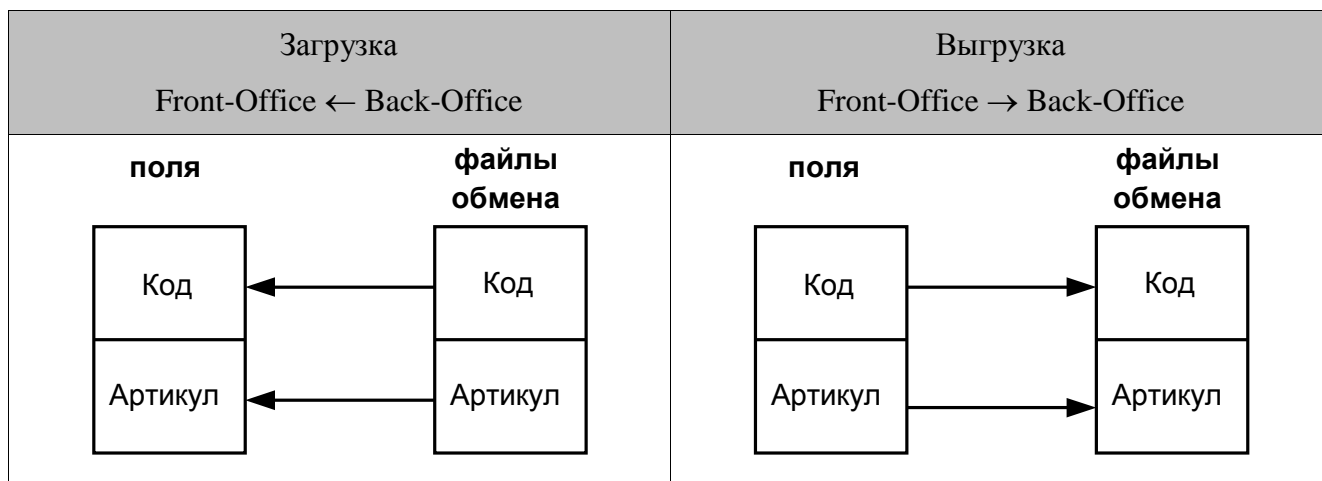 Загрузка
Front-Office ← Back-Office
Выгрузка
Front-Office → Back-Office
поля
файлы
обмена
Код
Код
Артикул
Артикул
поля
файлы
обмена
Код
Код
Артикул
Артикул